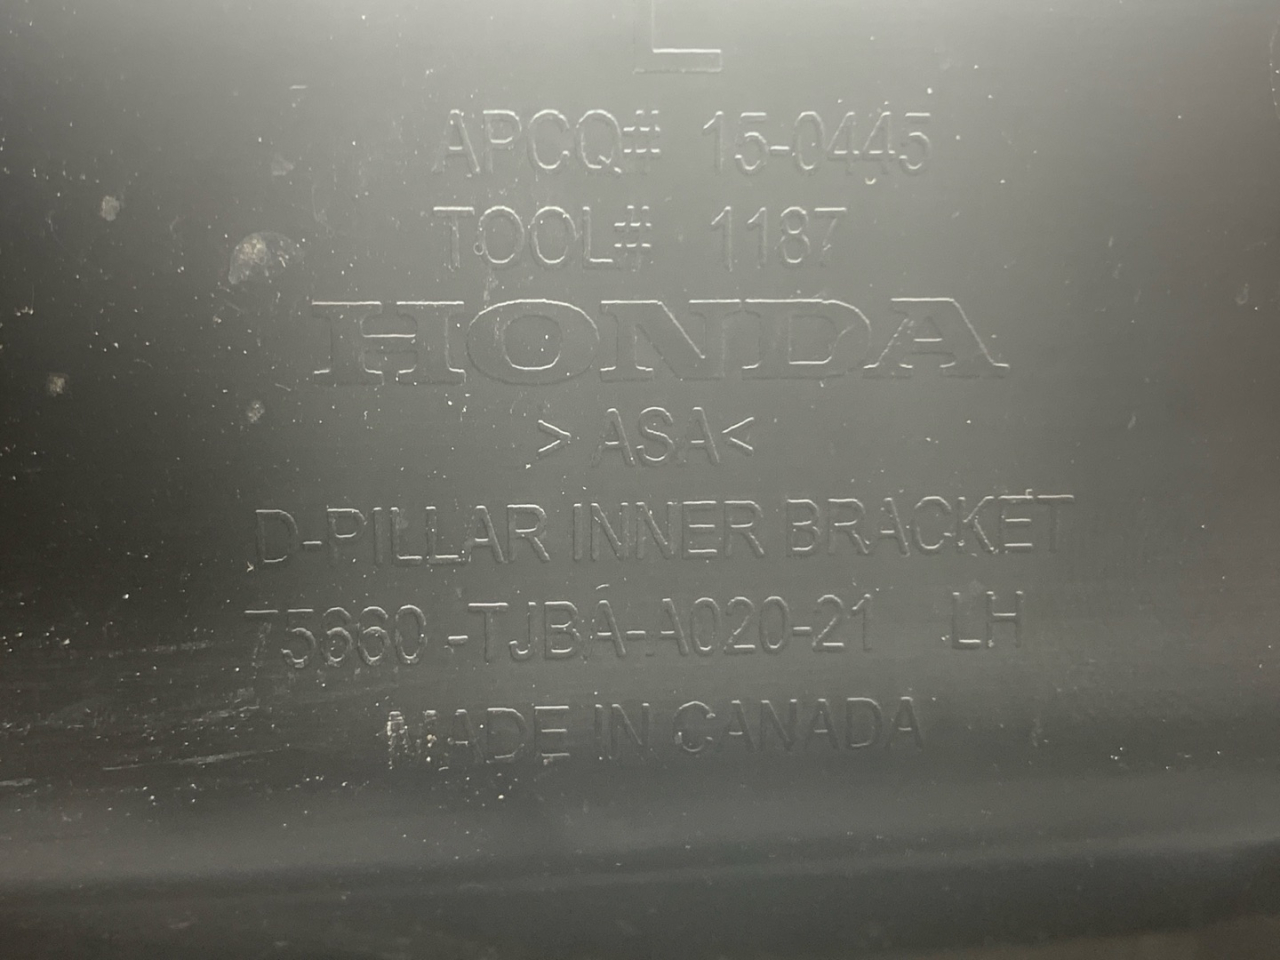 L
APCQ# 15-0445
TOOL# 1187
HONDA
> ASA<
D-PILLAR INNER BRACKET
75660 -TJBA-A020-21 LH
MADE IN CANADA